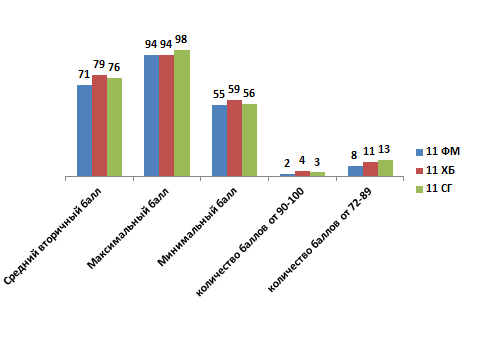 71 79 76
94 94 98
55 59 56
2 4 3
8 11 13
Средний вторичный балл
Максимальный балл
Минимальный балл
количество баллов от 90-100
количество баллов от 72-89
11 ФМ
11 ХБ
11 СГ